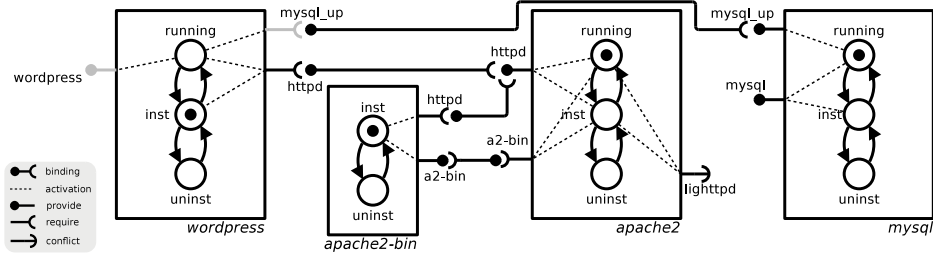 mysql_up
running
wordpress
inst
uninst
wordpress
httpd
httpd
inst
a2-bin
uninst
apache2-bin
httpd
a2-bin
running
inst
uninst
lighttpd
apache2
mysql_up
running
mysql
inst
uninst
mysql
binding
activation
provide
require
conflict